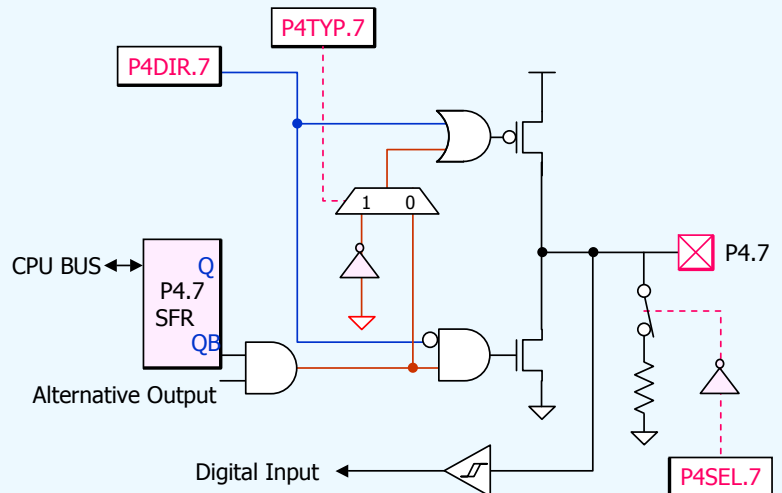 P4TYP.7
P4DIR.7
1 0
CPU BUS
Q
P4.7
SFR
QB
P4.7
Alternative Output
Digital Input
P4SEL.7